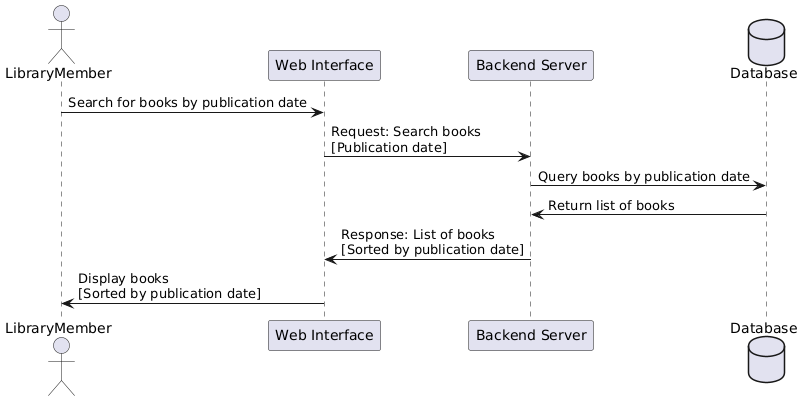 LibraryMember
Web Interface
Backend Server
Database
Search for books by publication date
Request: Search books
[Publication date]
Query books by publication date
Return list of books
Response: List of books
[Sorted by publication date]
Display books
[Sorted by publication date]
LibraryMember
Web Interface
Backend Server
Database